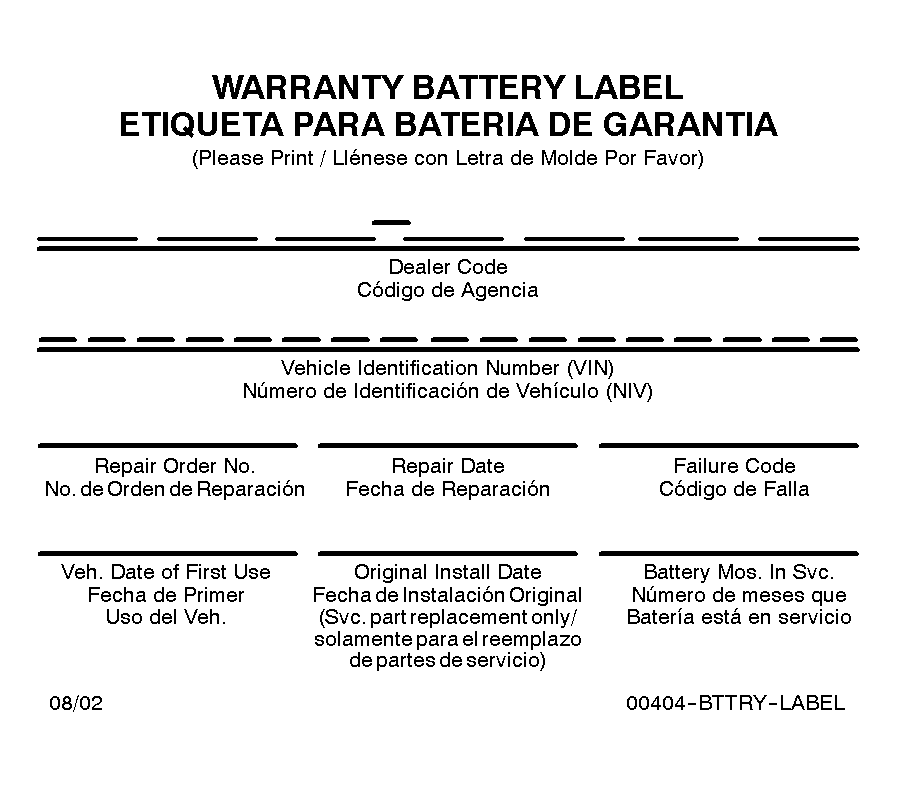 WARRANTY BATTERY LABEL
ETIQUETA PARA BATERIA DE GARANTIA
(Please Print / Llénese con Letra de Molde Por Favor)
Dealer Code
Código de Agencia
Vehicle Identification Number (VIN)
Número de Identificación de Vehículo (NIV)
Repair Order No.
No. de Orden de Reparación
Repair Date
Fecha de Reparación
Failure Code
Código de Falla
Veh. Date of First Use
Fecha de Primer
Uso del Veh.
Original Install Date
Fecha de Instalación Original
(Svc. part replacement only/
solamente para el reemplazo
de partes de servicio)
Battery Mos. In Svc.
Número de meses que
Batería está en servicio
08/02
00404-BTTRY-LABEL